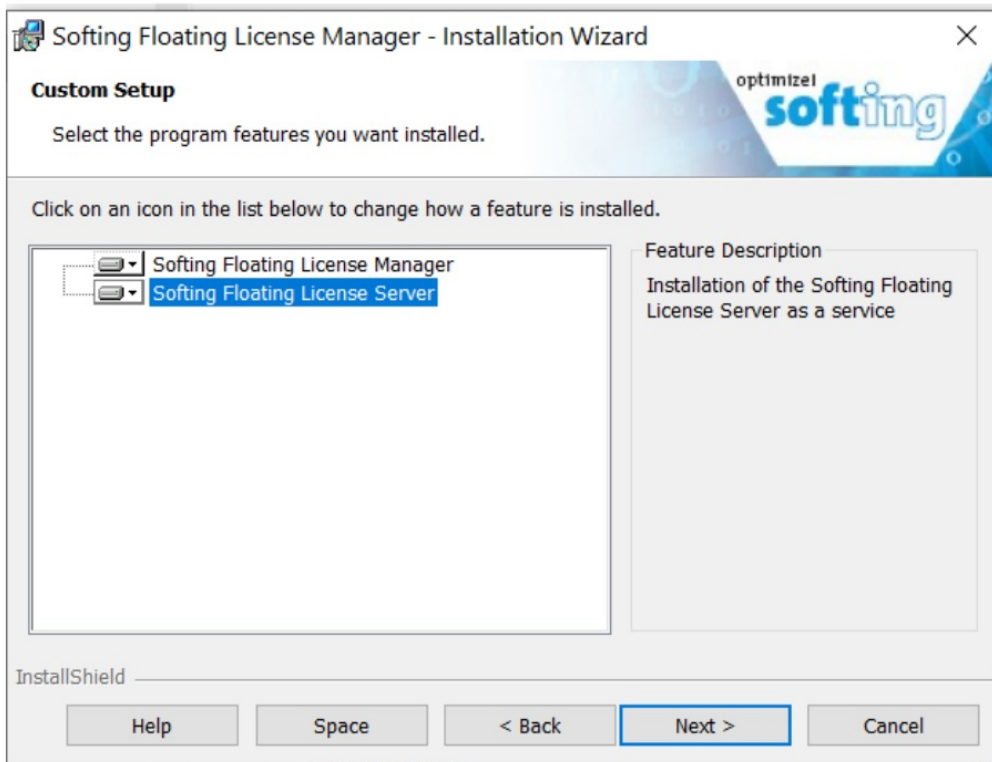 Softing Floating License Manager - Installation Wizard
Custom Setup
Select the program features you want installed.
optimize!
softing
Click on an icon in the list below to change how a feature is installed.
Softing Floating License Manager
Softing Floating License Server
Feature Description
Installation of the Softing Floating
License Server as a service
InstallShield
Help
Space
< Back
Next >
Cancel